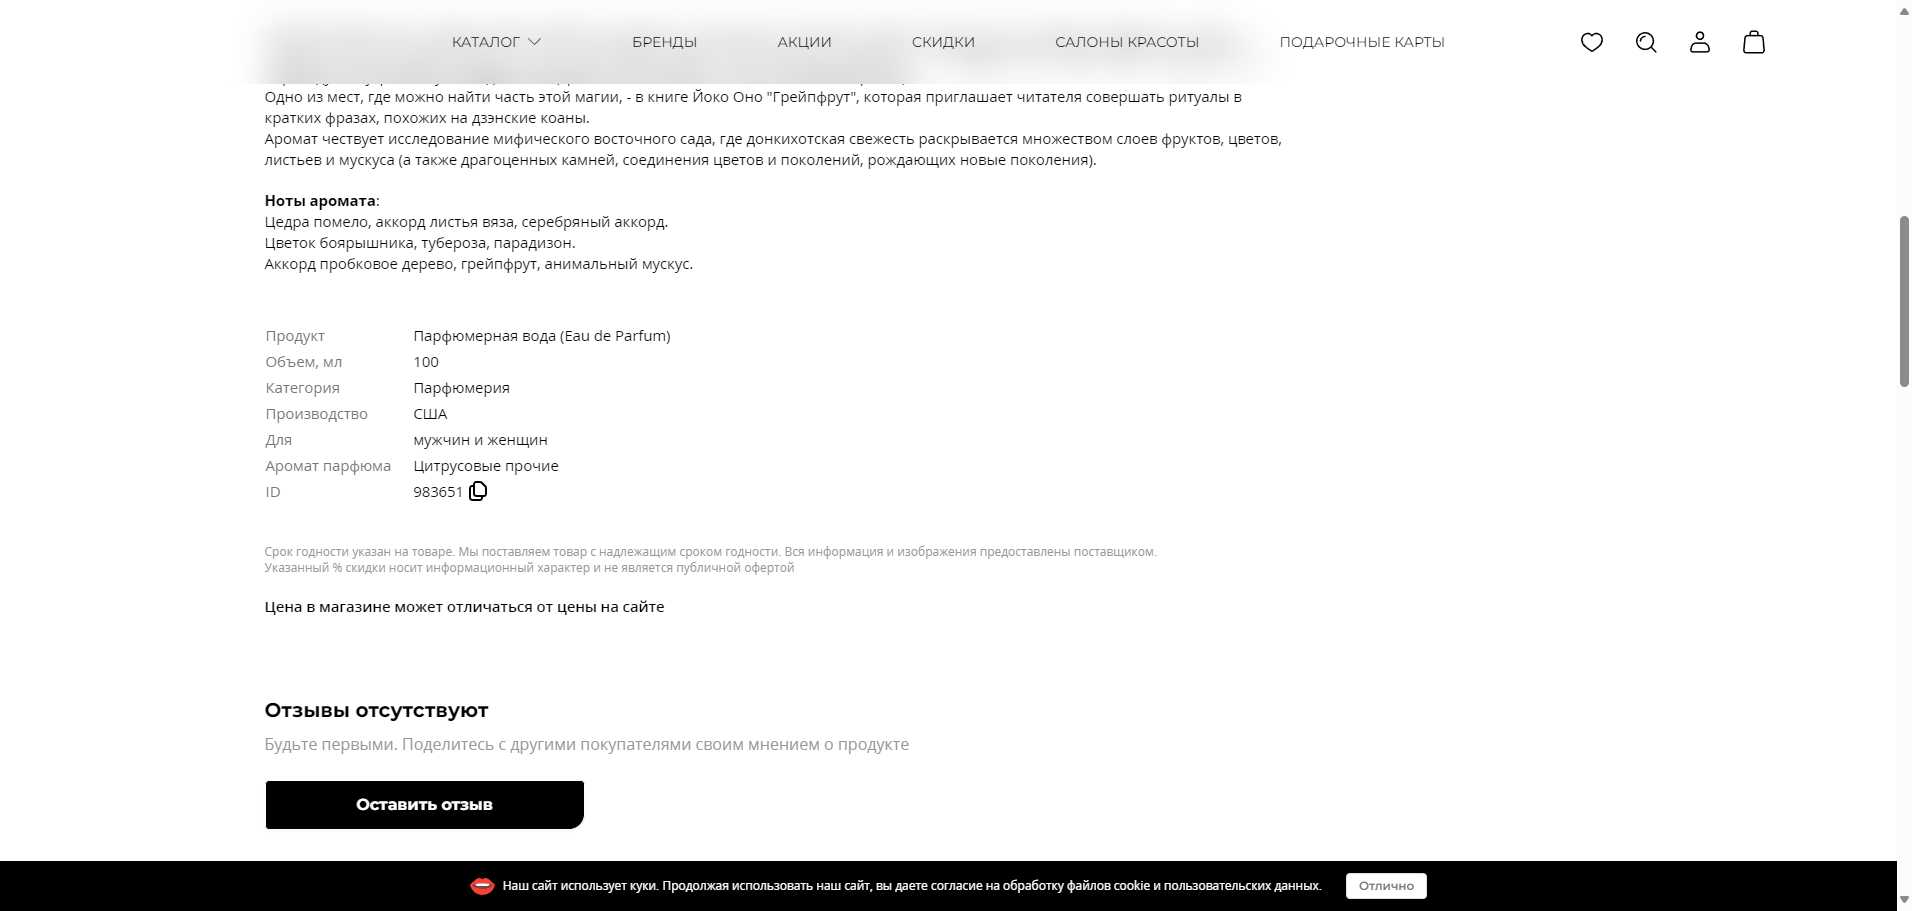 КАТАЛОГ БРЕНДЫ АКЦИИ СКИДКИ САЛОНЫ КРАСОТЫ ПОДАРОЧНЫЕ КАРТЫ
Одно из мест, где можно найти часть этой магии, - в книге Йоко Оно "Грейпфрут", которая приглашает читателя совершать ритуалы в
кратких фразах, похожих на дзэнские коаны.
Аромат чествует исследование мифического восточного сада, где донкихотская свежесть раскрывается множеством слоев фруктов, цветов,
листьев и мускуса (а также драгоценных камней, соединения цветов и поколений, рождающих новые поколения).
Ноты аромата:
Цедра помело, аккорд листья вяза, серебряный аккорд.
Цветок боярышника, тубероза, парадизон.
Аккорд пробковое дерево, грейпфрут, анимальный мускус.
Продукт Парфюмерная вода (Eau de Parfum)
Объем, мл 100
Категория Парфюмерия
Производство США
Для мужчин и женщин
Аромат парфюма Цитрусовые прочие
ID 983651
Срок годности указан на товаре. Мы поставляем товар с надлежащим сроком годности. Вся информация и изображения предоставлены поставщиком.
Указанный % скидки носит информационный характер и не является публичной офертой
Цена в магазине может отличаться от цены на сайте
Отзывы отсутствуют
Будьте первыми. Поделитесь с другими покупателями своим мнением о продукте
Оставить отзыв
Наш сайт использует куки. Продолжая использовать наш сайт, вы даете согласие на обработку файлов cookie и пользовательских данных. Отлично